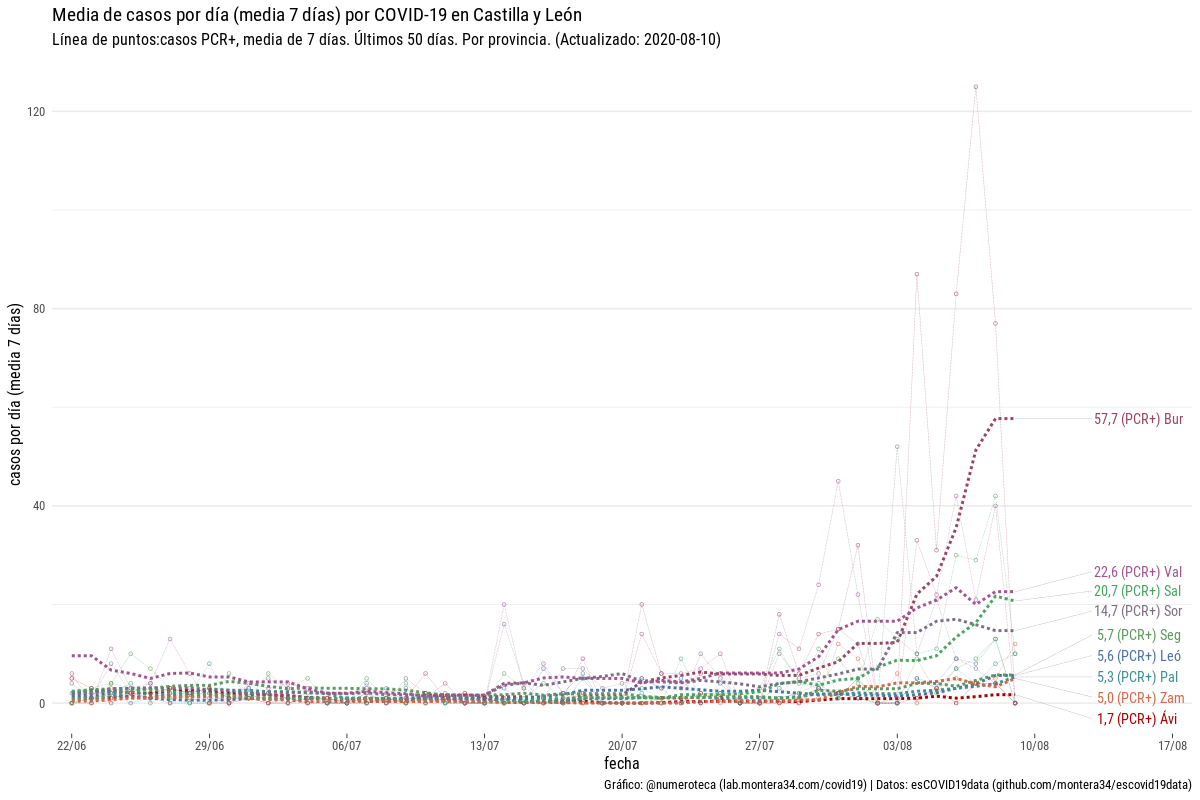 Media de casos por día (media 7 días) por COVID-19 en Castilla y León
Línea de puntos:casos PCR+, media de 7 días. Últimos 50 días. Por provincia. (Actualizado: 2020-08-10)
casos por día (media 7 días)
120
80
40
0
57,7 (PCR+) Bur
22,6 (PCR+) Val
20,7 (PCR+) Sal
14,7 (PCR+) Sor
5,7 (PCR+) Seg
5,6 (PCR+) Leó
5,3 (PCR+) Pal
5,0 (PCR+) Zam
1,7 (PCR+) Ávi
22/06 29/06 06/07 13/07 20/07 27/07 03/08 10/08 17/08
fecha
Gráfico: @numeroteca (lab.montera34.com/covid19) | Datos: esCOVID19data (github.com/montera34/escovid19data)